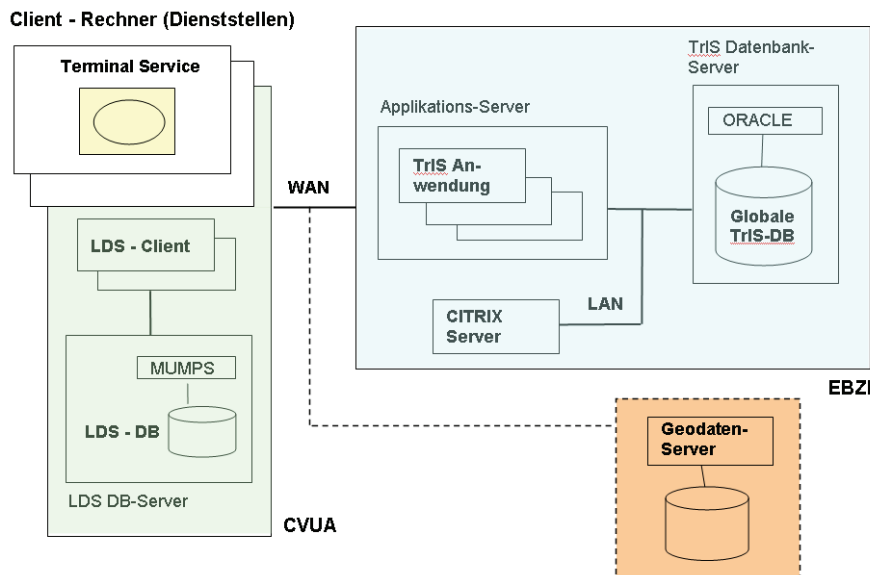 Client - Rechner (Dienststellen)
Terminal Service
WAN
LDS - Client
MUMPS
LDS - DB
LDS DB-Server
CVUA
Applikations-Server
TrIS An-
wendung
CITRIX
Server
LAN
TrIS Datenbank-
Server
ORACLE
Globale
TrIS-DB
Geodaten-
Server